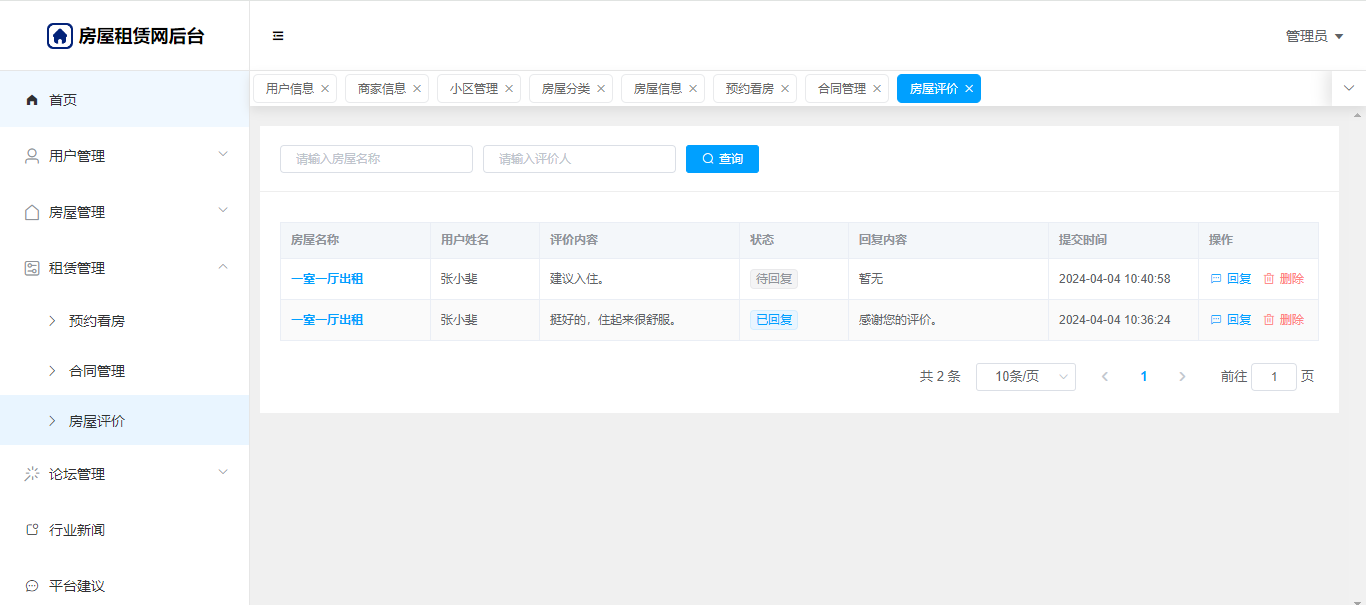 房屋租赁网后台
管理员
用户信息 商家信息 小区管理 房屋分类 房屋信息 预约看房 合同管理 房屋评价
首页
用户管理
房屋管理
租赁管理
预约看房
合同管理
房屋评价
论坛管理
行业新闻
平台建议
请输入房屋名称 请输入评价人 查询
房屋名称 用户姓名 评价内容 状态 回复内容 提交时间 操作
一室一厅出租 张小斐 建议入住。 待回复 暂无 2024-04-04 10:40:58 回复 删除
一室一厅出租 张小斐 挺好的，住起来很舒服。 已回复 感谢您的评价。 2024-04-04 10:36:24 回复 删除
共 2 条 10条/页 1 前往 1 页